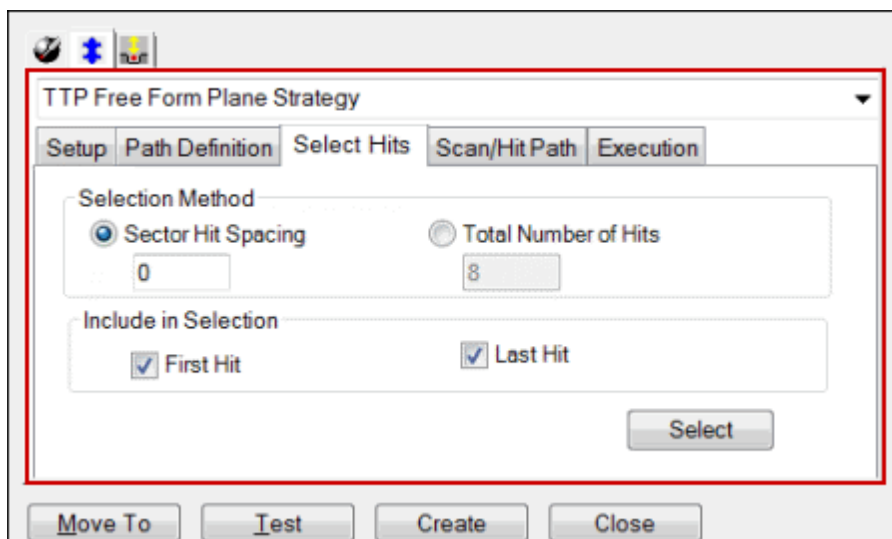 TTP Free Form Plane Strategy
Setup Path Definition Select Hits Scan/Hit Path Execution
Selection Method
Sector Hit Spacing Total Number of Hits
0 8
Include in Selection
First Hit Last Hit
Select
Move To Test Create Close